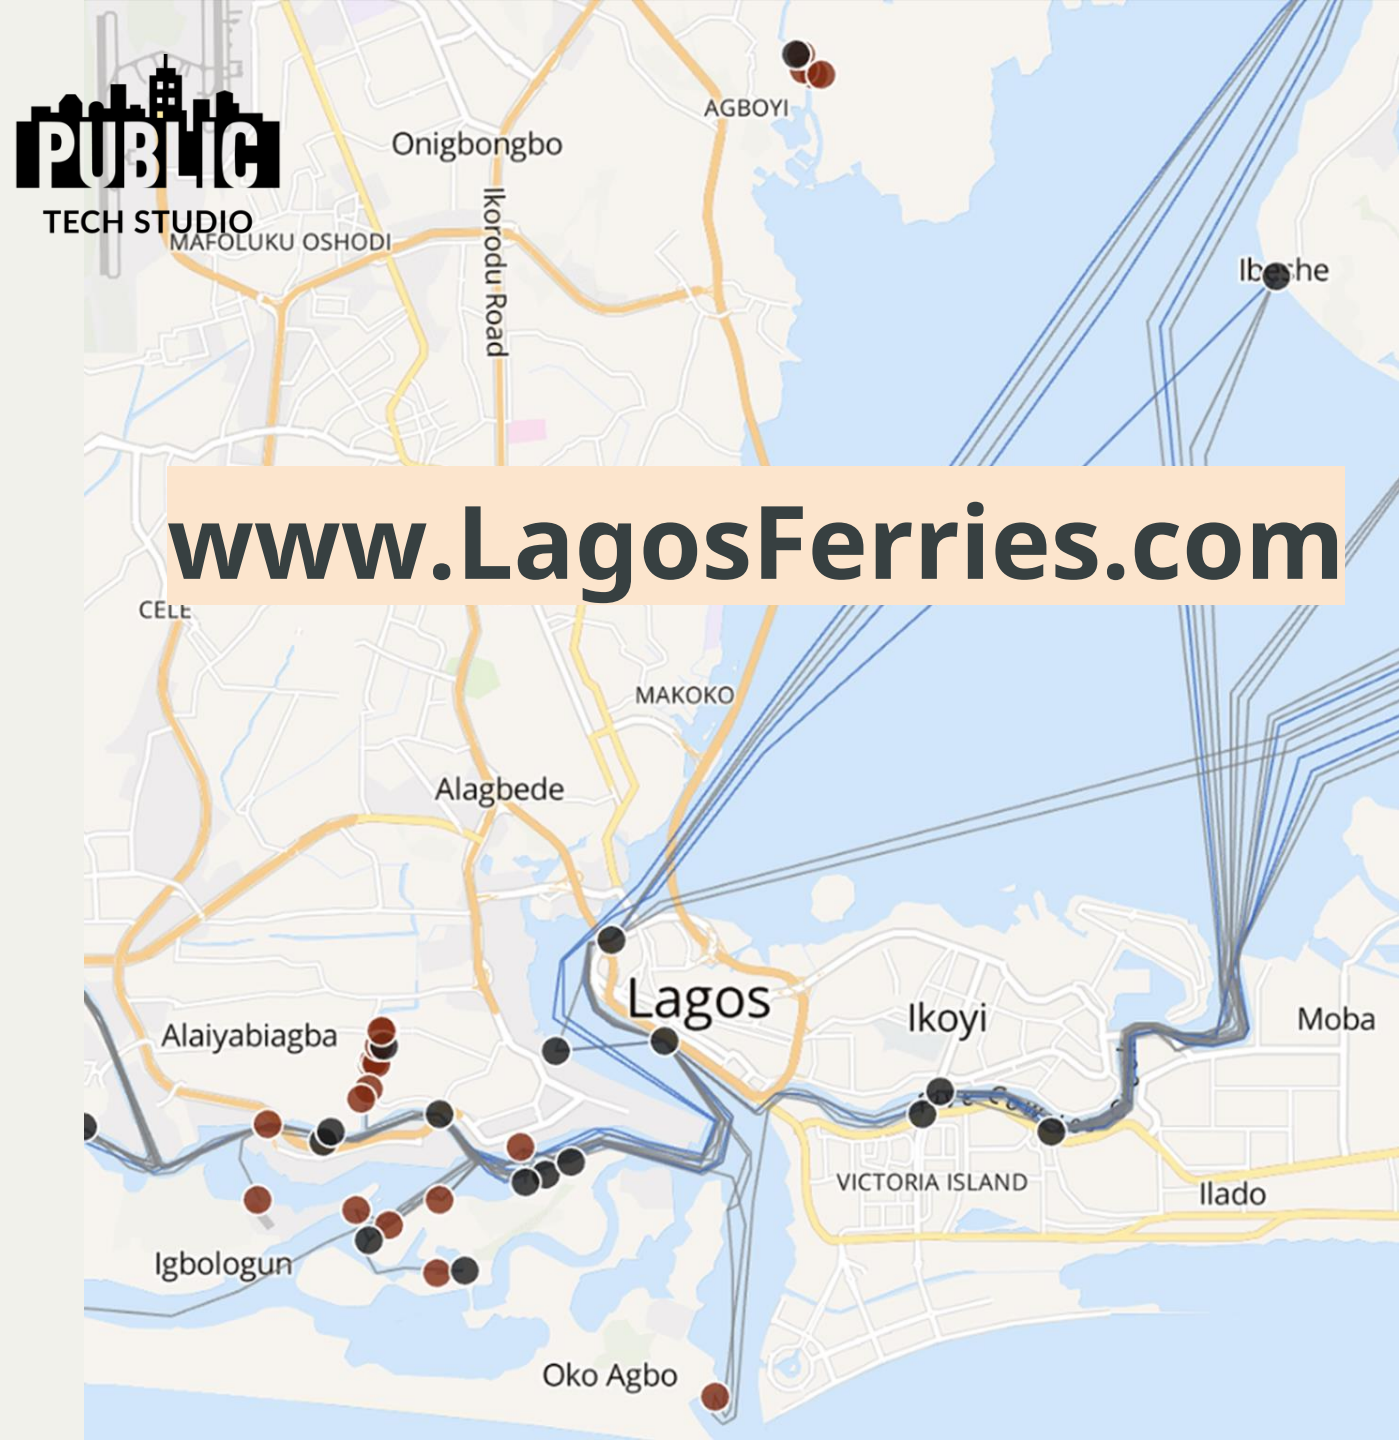 PUBLIC
TECH STUDIO
AGBOYI
Onigbongbo
Ikorodu Road
MAFOLUKU OSHODI
Ibeshe
www.LagosFerries.com
CELE
MAKOKO
Alagbede
Lagos
Ikoyi
Moba
Alaiyabiagba
VICTORIA ISLAND
Ilado
Igbologun
Oko Agbo